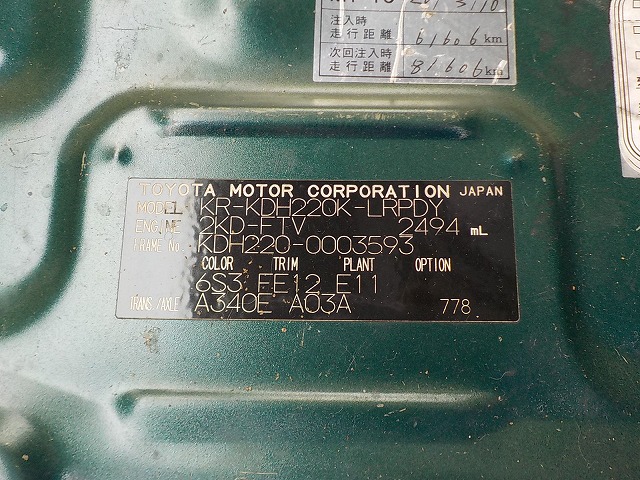 注入時
走行距離 61606 km
次回注入時
走行距離 81606 km
TOYOTA MOTOR CORPORATION JAPAN
MODEL KR-KDH220K-LRPDY
ENGINE 2KD-FTV 2494 mL
FRAME No. KDH220-0003593
COLOR TRIM PLANT OPTION
6S3 FE12 E11
TRANS/AXLE A340E A03A 778